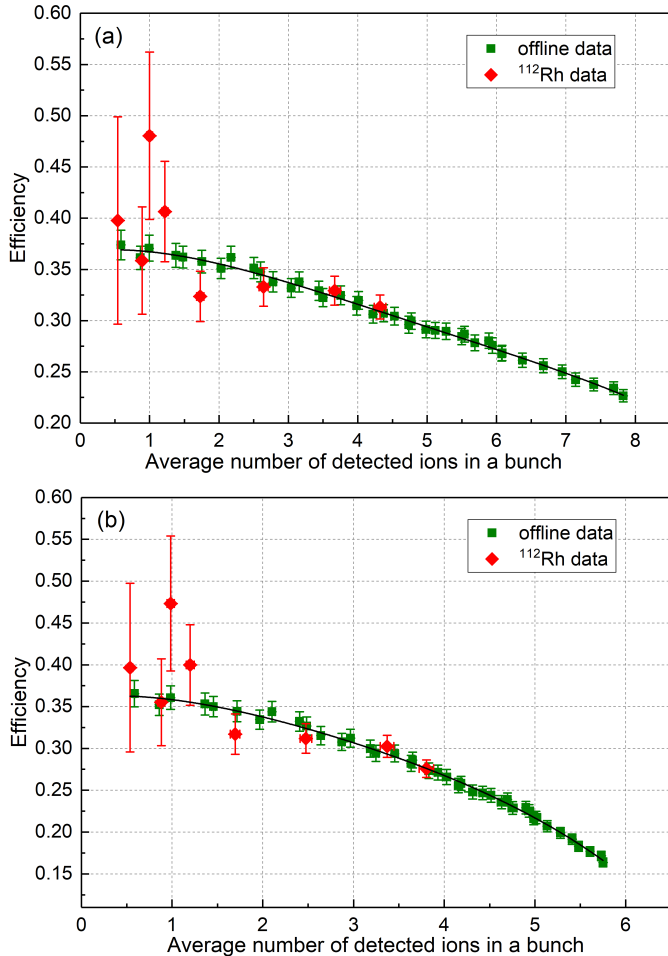 (a)
offline data
¹¹²Rh data
0.60
0.55
0.50
0.45
0.40
0.35
0.30
0.25
0.20
Efficiency
0 1 2 3 4 5 6 7 8
Average number of detected ions in a bunch
(b)
offline data
¹¹²Rh data
0.60
0.55
0.50
0.45
0.40
0.35
0.30
0.25
0.20
0.15
Efficiency
0 1 2 3 4 5 6
Average number of detected ions in a bunch